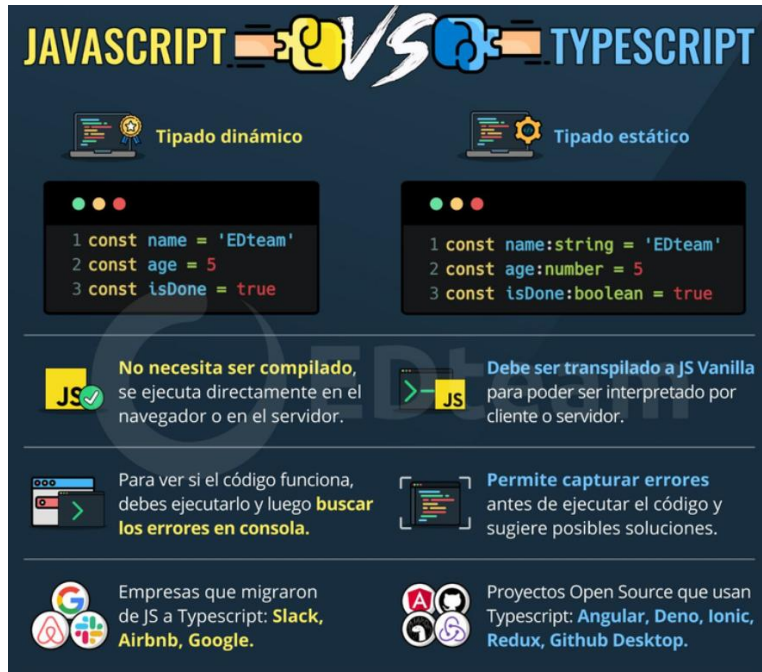 JAVASCRIPT VS TYPESCRIPT
Tipado dinámico
1 const name = 'EDteam'
2 const age = 5
3 const isDone = true
Tipado estático
1 const name:string = 'EDteam'
2 const age:number = 5
3 const isDone:boolean = true
JS
No necesita ser compilado,
se ejecuta directamente en el
navegador o en el servidor.
JS
Debe ser transpilado a JS Vanilla
para poder ser interpretado por
cliente o servidor.
Para ver si el código funciona,
debes ejecutarlo y luego buscar
los errores en consola.
Permite capturar errores
antes de ejecutar el código y
sugiere posibles soluciones.
Empresas que migraron
de JS a Typescript: Slack,
Airbnb, Google.
Proyectos Open Source que usan
Typescript: Angular, Deno, Ionic,
Redux, Github Desktop.
EDteam